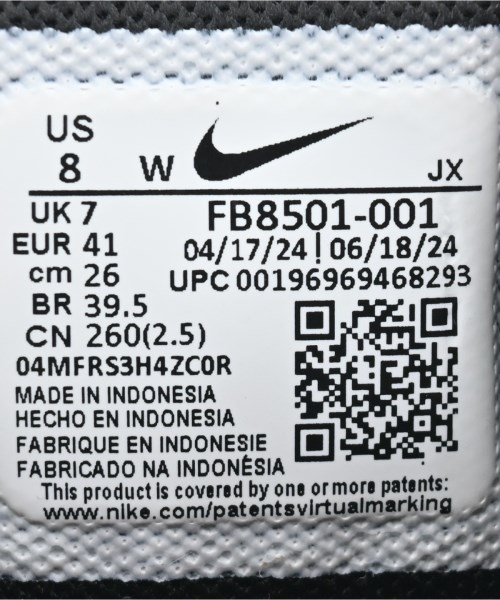 US
8 W JX
UK 7 FB8501-001
EUR 41 04/17/24 | 06/18/24
cm 26 UPC 00196969468293
BR 39.5
CN 260(2.5)
04MFRS3H4ZC0R
MADE IN INDONESIA
HECHO EN INDONESIA
FABRIQUE EN INDONESIE
FABRICADO NA INDONÉSIA
This product is covered by one or more patents:
www.nike.com/patentsvirtualmarking